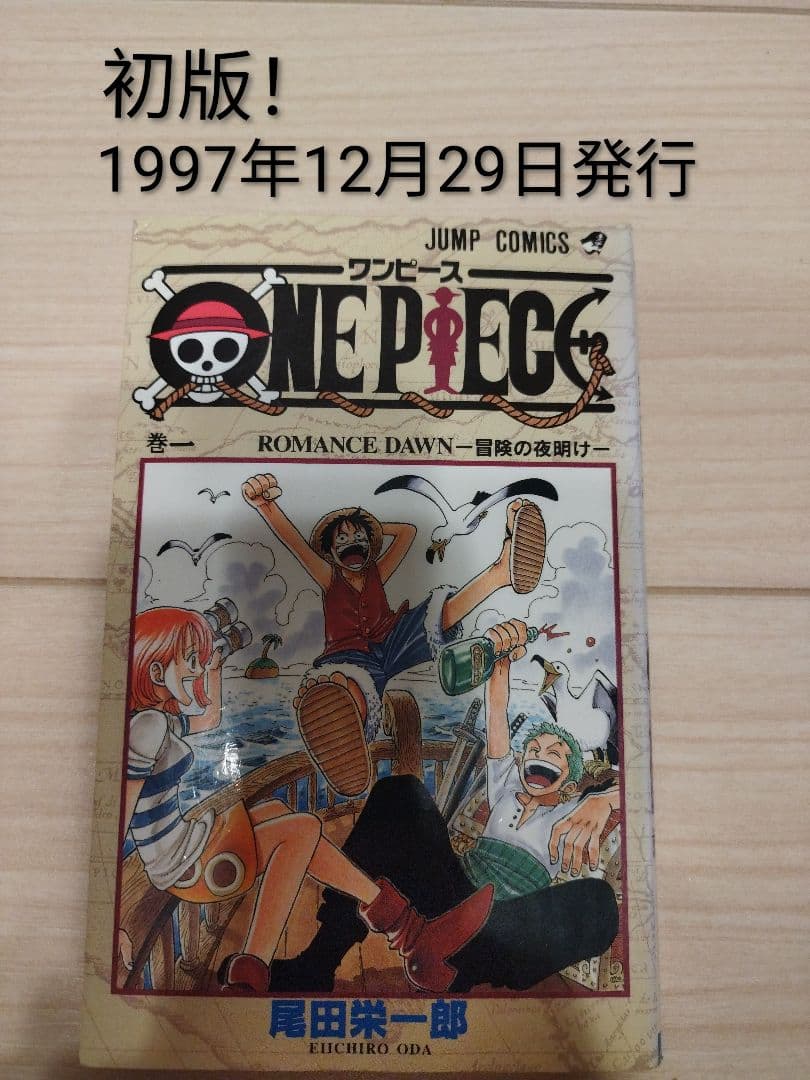 初版!
1997年12月29日発行
JUMP COMICS
ワンピース
ONE PIECE
巻一 ROMANCE DAWN—冒険の夜明け—
尾田栄一郎
EIICHIRO ODA